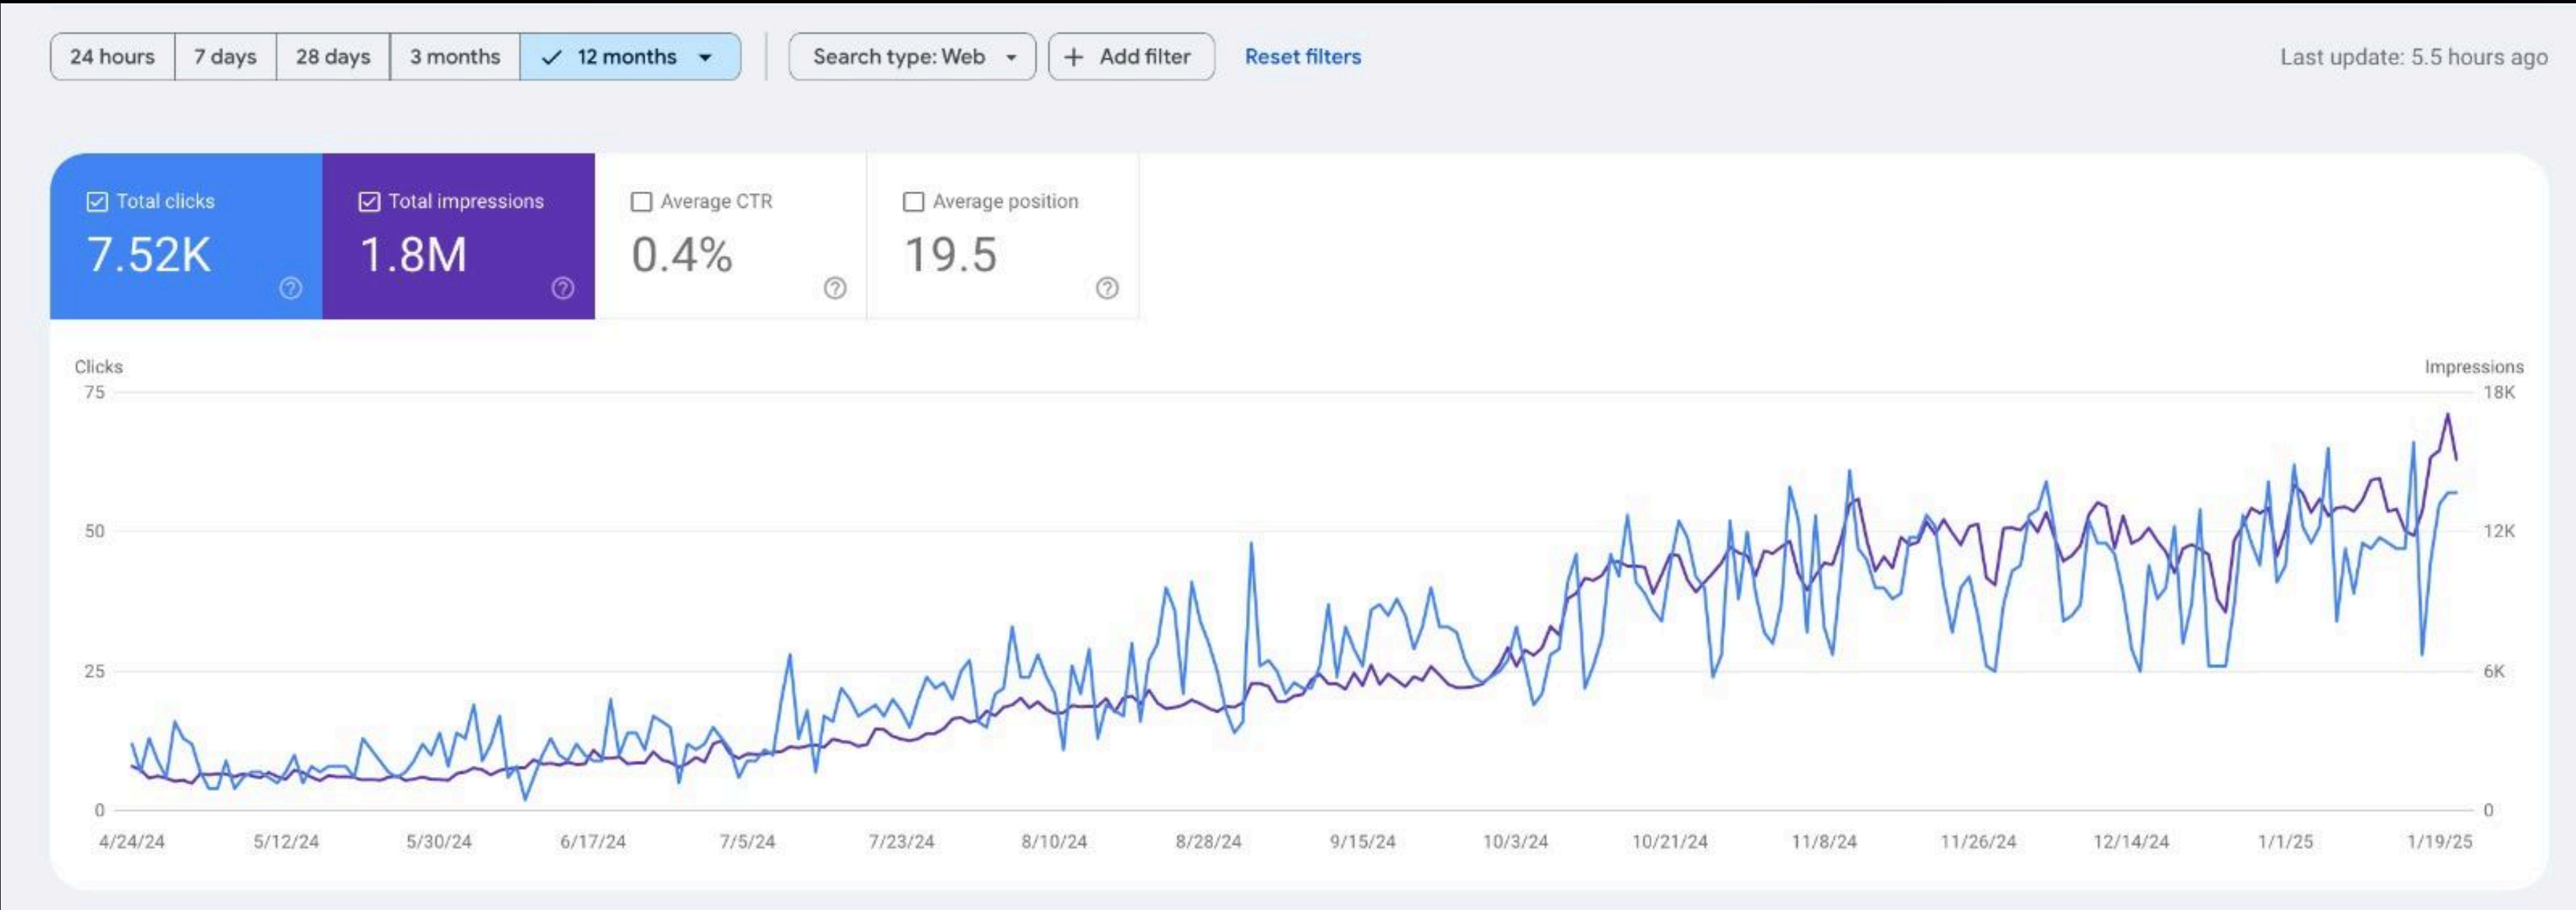 24 hours 7 days 28 days 3 months 12 months Search type: Web Add filter Reset filters Last update: 5.5 hours ago
Total clicks Total impressions Average CTR Average position
7.52K 1.8M 0.4% 19.5
Clicks Impressions
75 18K
50 12K
25 6K
0 0
4/24/24 5/12/24 5/30/24 6/17/24 7/5/24 7/23/24 8/10/24 8/28/24 9/15/24 10/3/24 10/21/24 11/8/24 11/26/24 12/14/24 1/1/25 1/19/25